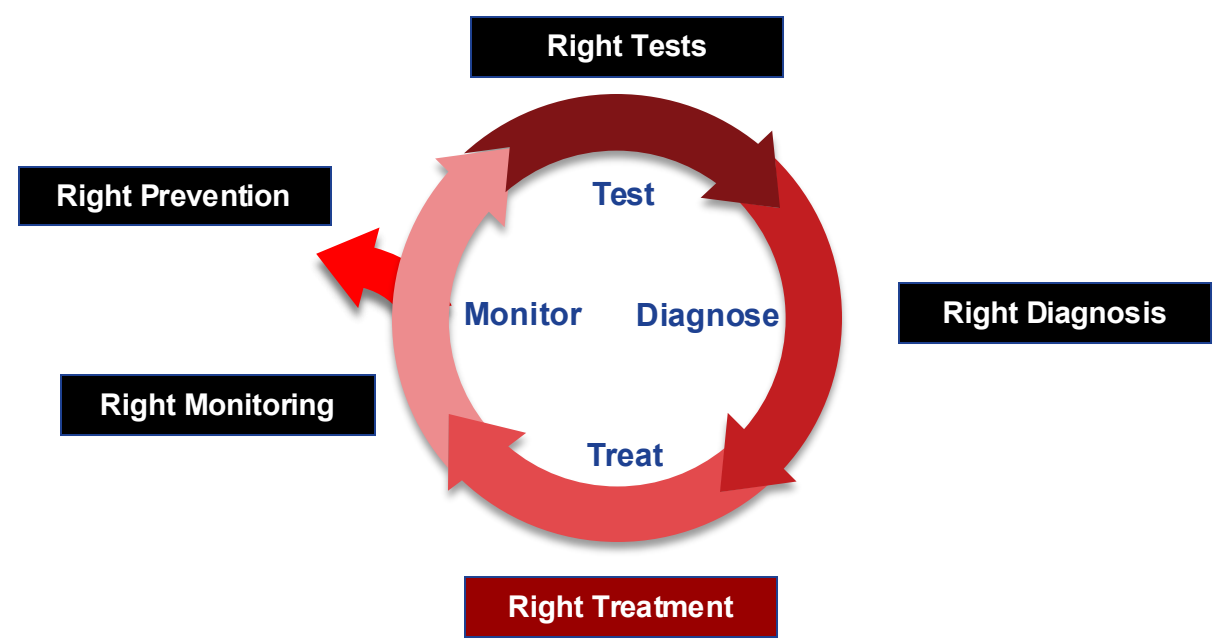 Right Tests
Right Prevention
Test
Right Diagnosis
Monitor
Diagnose
Right Monitoring
Treat
Right Treatment